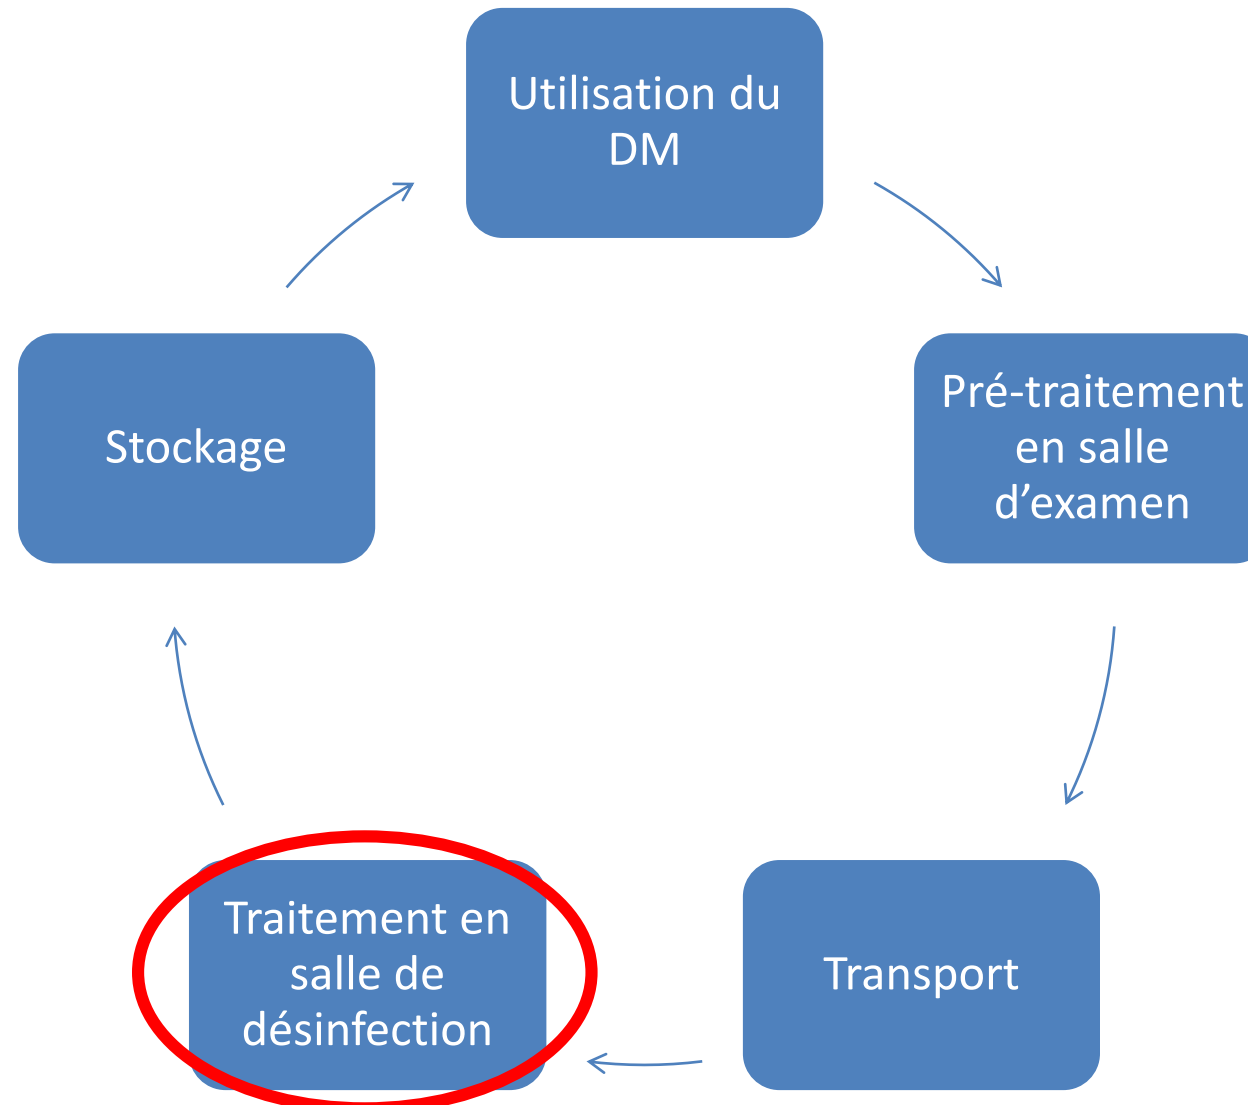 Utilisation du
DM
Pré-traitement
en salle
d’examen
Transport
Traitement en
salle de
désinfection
Stockage